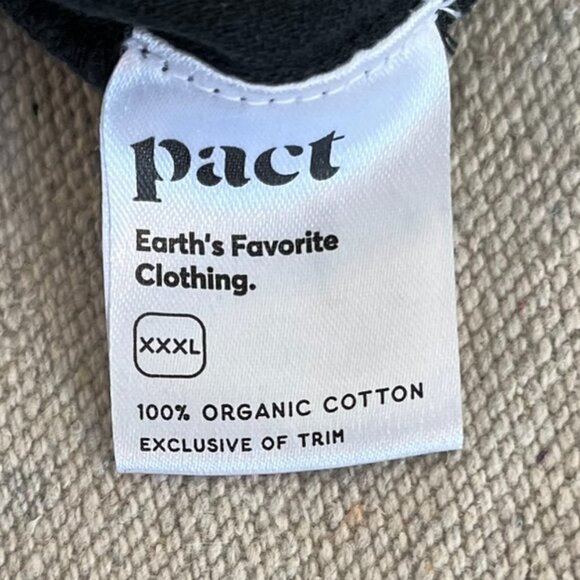 pact
Earth's Favorite
Clothing.
XXXL
100% ORGANIC COTTON
EXCLUSIVE OF TRIM